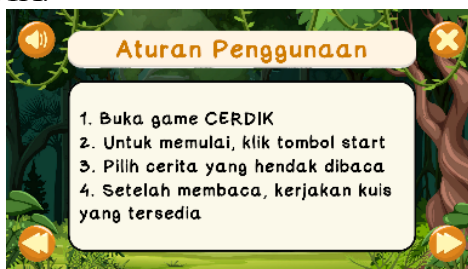 Aturan Penggunaan
1. Buka game CERDIK
2. Untuk memulai, klik tombol start
3. Pilih cerita yang hendak dibaca
4. Setelah membaca, kerjakan kuis
yang tersedia